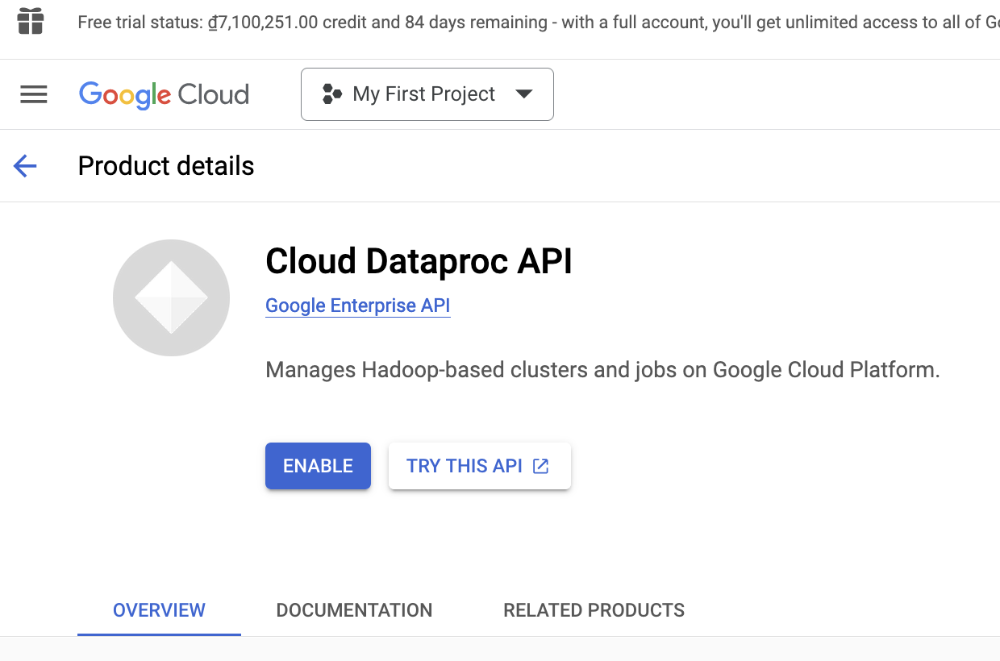 Free trial status: ₫7,100,251.00 credit and 84 days remaining - with a full account, you'll get unlimited access to all of
Google Cloud
My First Project
Product details
Cloud Dataproc API
Google Enterprise API
Manages Hadoop-based clusters and jobs on Google Cloud Platform.
ENABLE
TRY THIS API
OVERVIEW
DOCUMENTATION
RELATED PRODUCTS